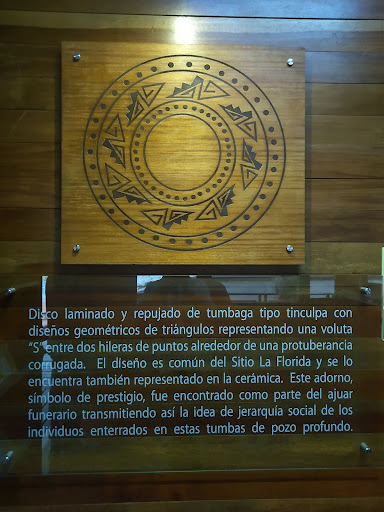 Disco laminado y repujado de tumbaga tipo tinculpa con
diseños geométricos de triángulos representando una voluta
"S" entre dos hileras de puntos alrededor de una protuberancia
corrugada. El diseño es común del Sitio La Florida y se lo
encuentra también representado en la cerámica. Este adorno,
símbolo de prestigio, fue encontrado como parte del ajuar
funerario transmitiendo así la idea de jerarquía social de los
individuos enterrados en estas tumbas de pozo profundo.